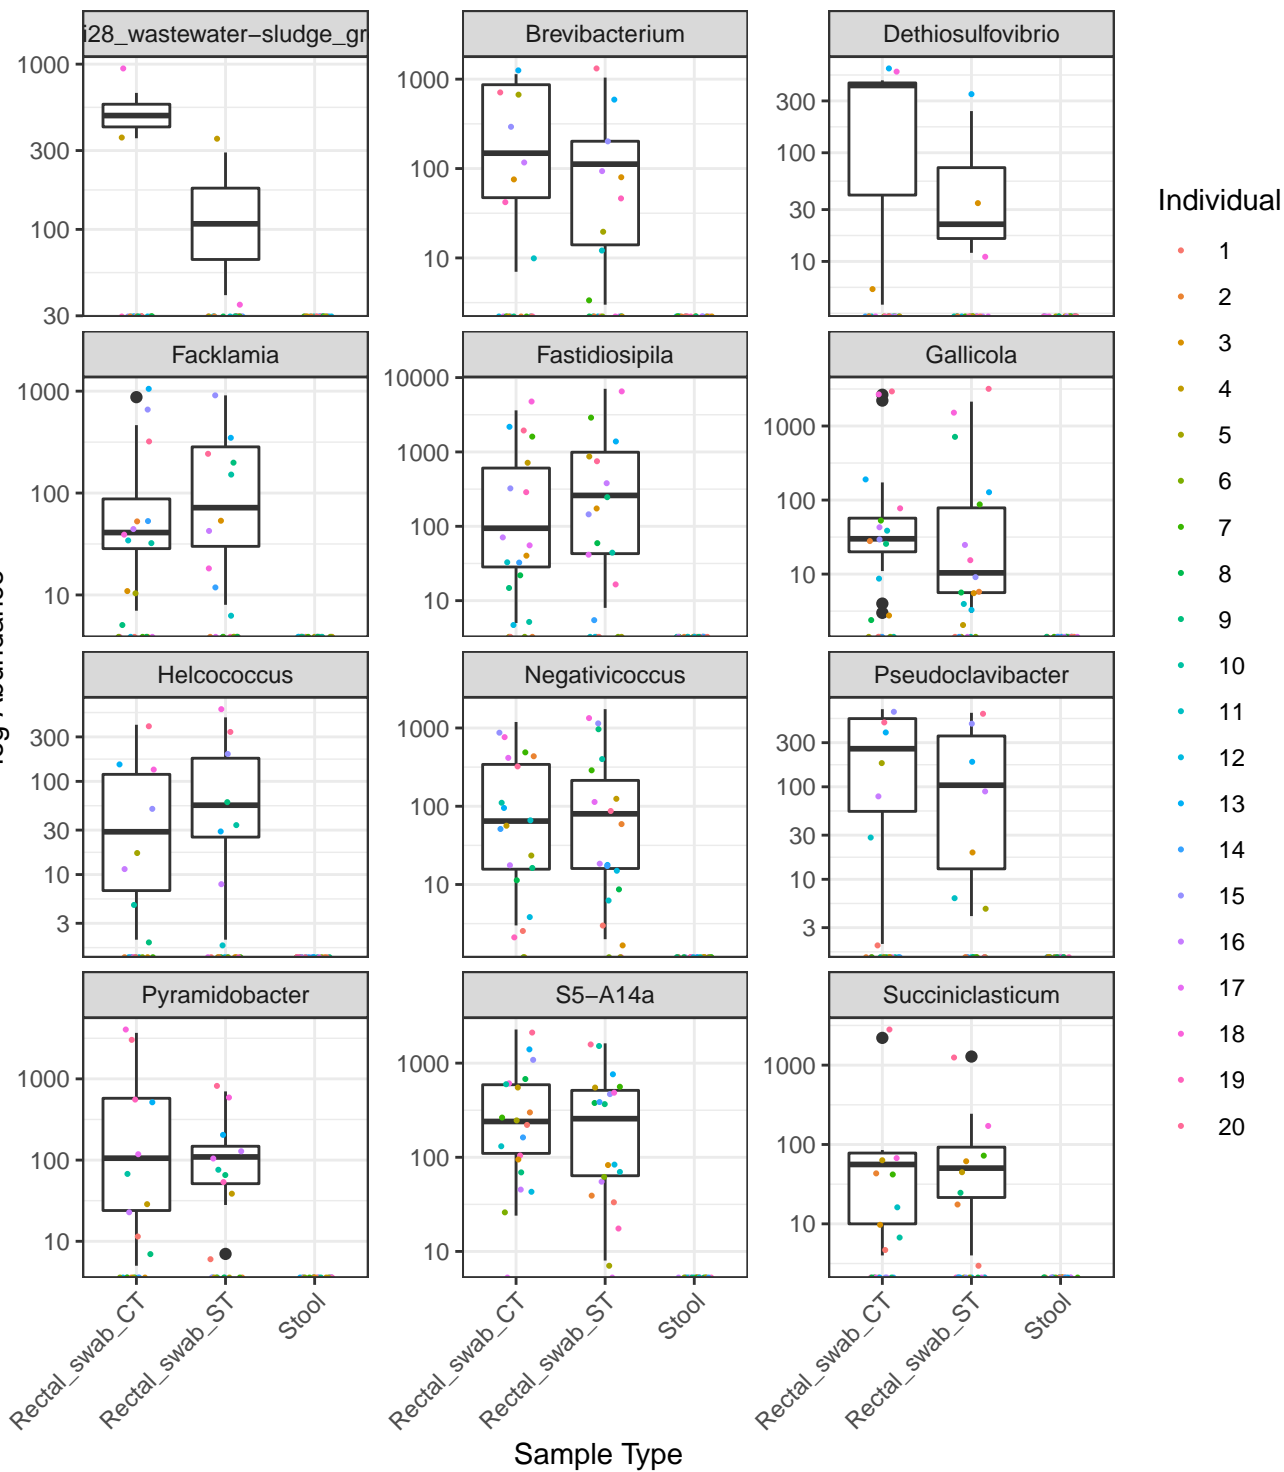 i28_wastewater−sludge_gr
Brevibacterium
Dethiosulfovibrio
1000
300
100
30
1000
100
10
300
100
30
10
Facklamia
Fastidiosipila
Gallicola
1000
100
10
10000
1000
100
10
1000
100
10
Helcococcus
Negativicoccus
Pseudoclavibacter
300
100
30
10
3
1000
100
10
300
100
30
10
3
Pyramidobacter
S5−A14a
Succiniclasticum
1000
100
10
1000
100
10
1000
100
10
Rectal_swab_CT
Rectal_swab_ST
Stool
Rectal_swab_CT
Rectal_swab_ST
Stool
Rectal_swab_CT
Rectal_swab_ST
Stool
Sample Type
log Abundance
Individual
1
2
3
4
5
6
7
8
9
10
11
12
13
14
15
16
17
18
19
20